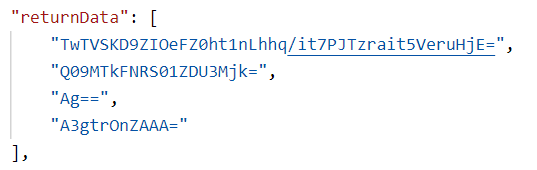 "returnData": [
"TwTVSKD9ZIOeFZ0ht1nLhhq/it7PJTzrait5VeruHjE=",
"Q09MTkFNRS01ZDU3Mjk=",
"Ag==",
"A3gtrOnZAAA="
],